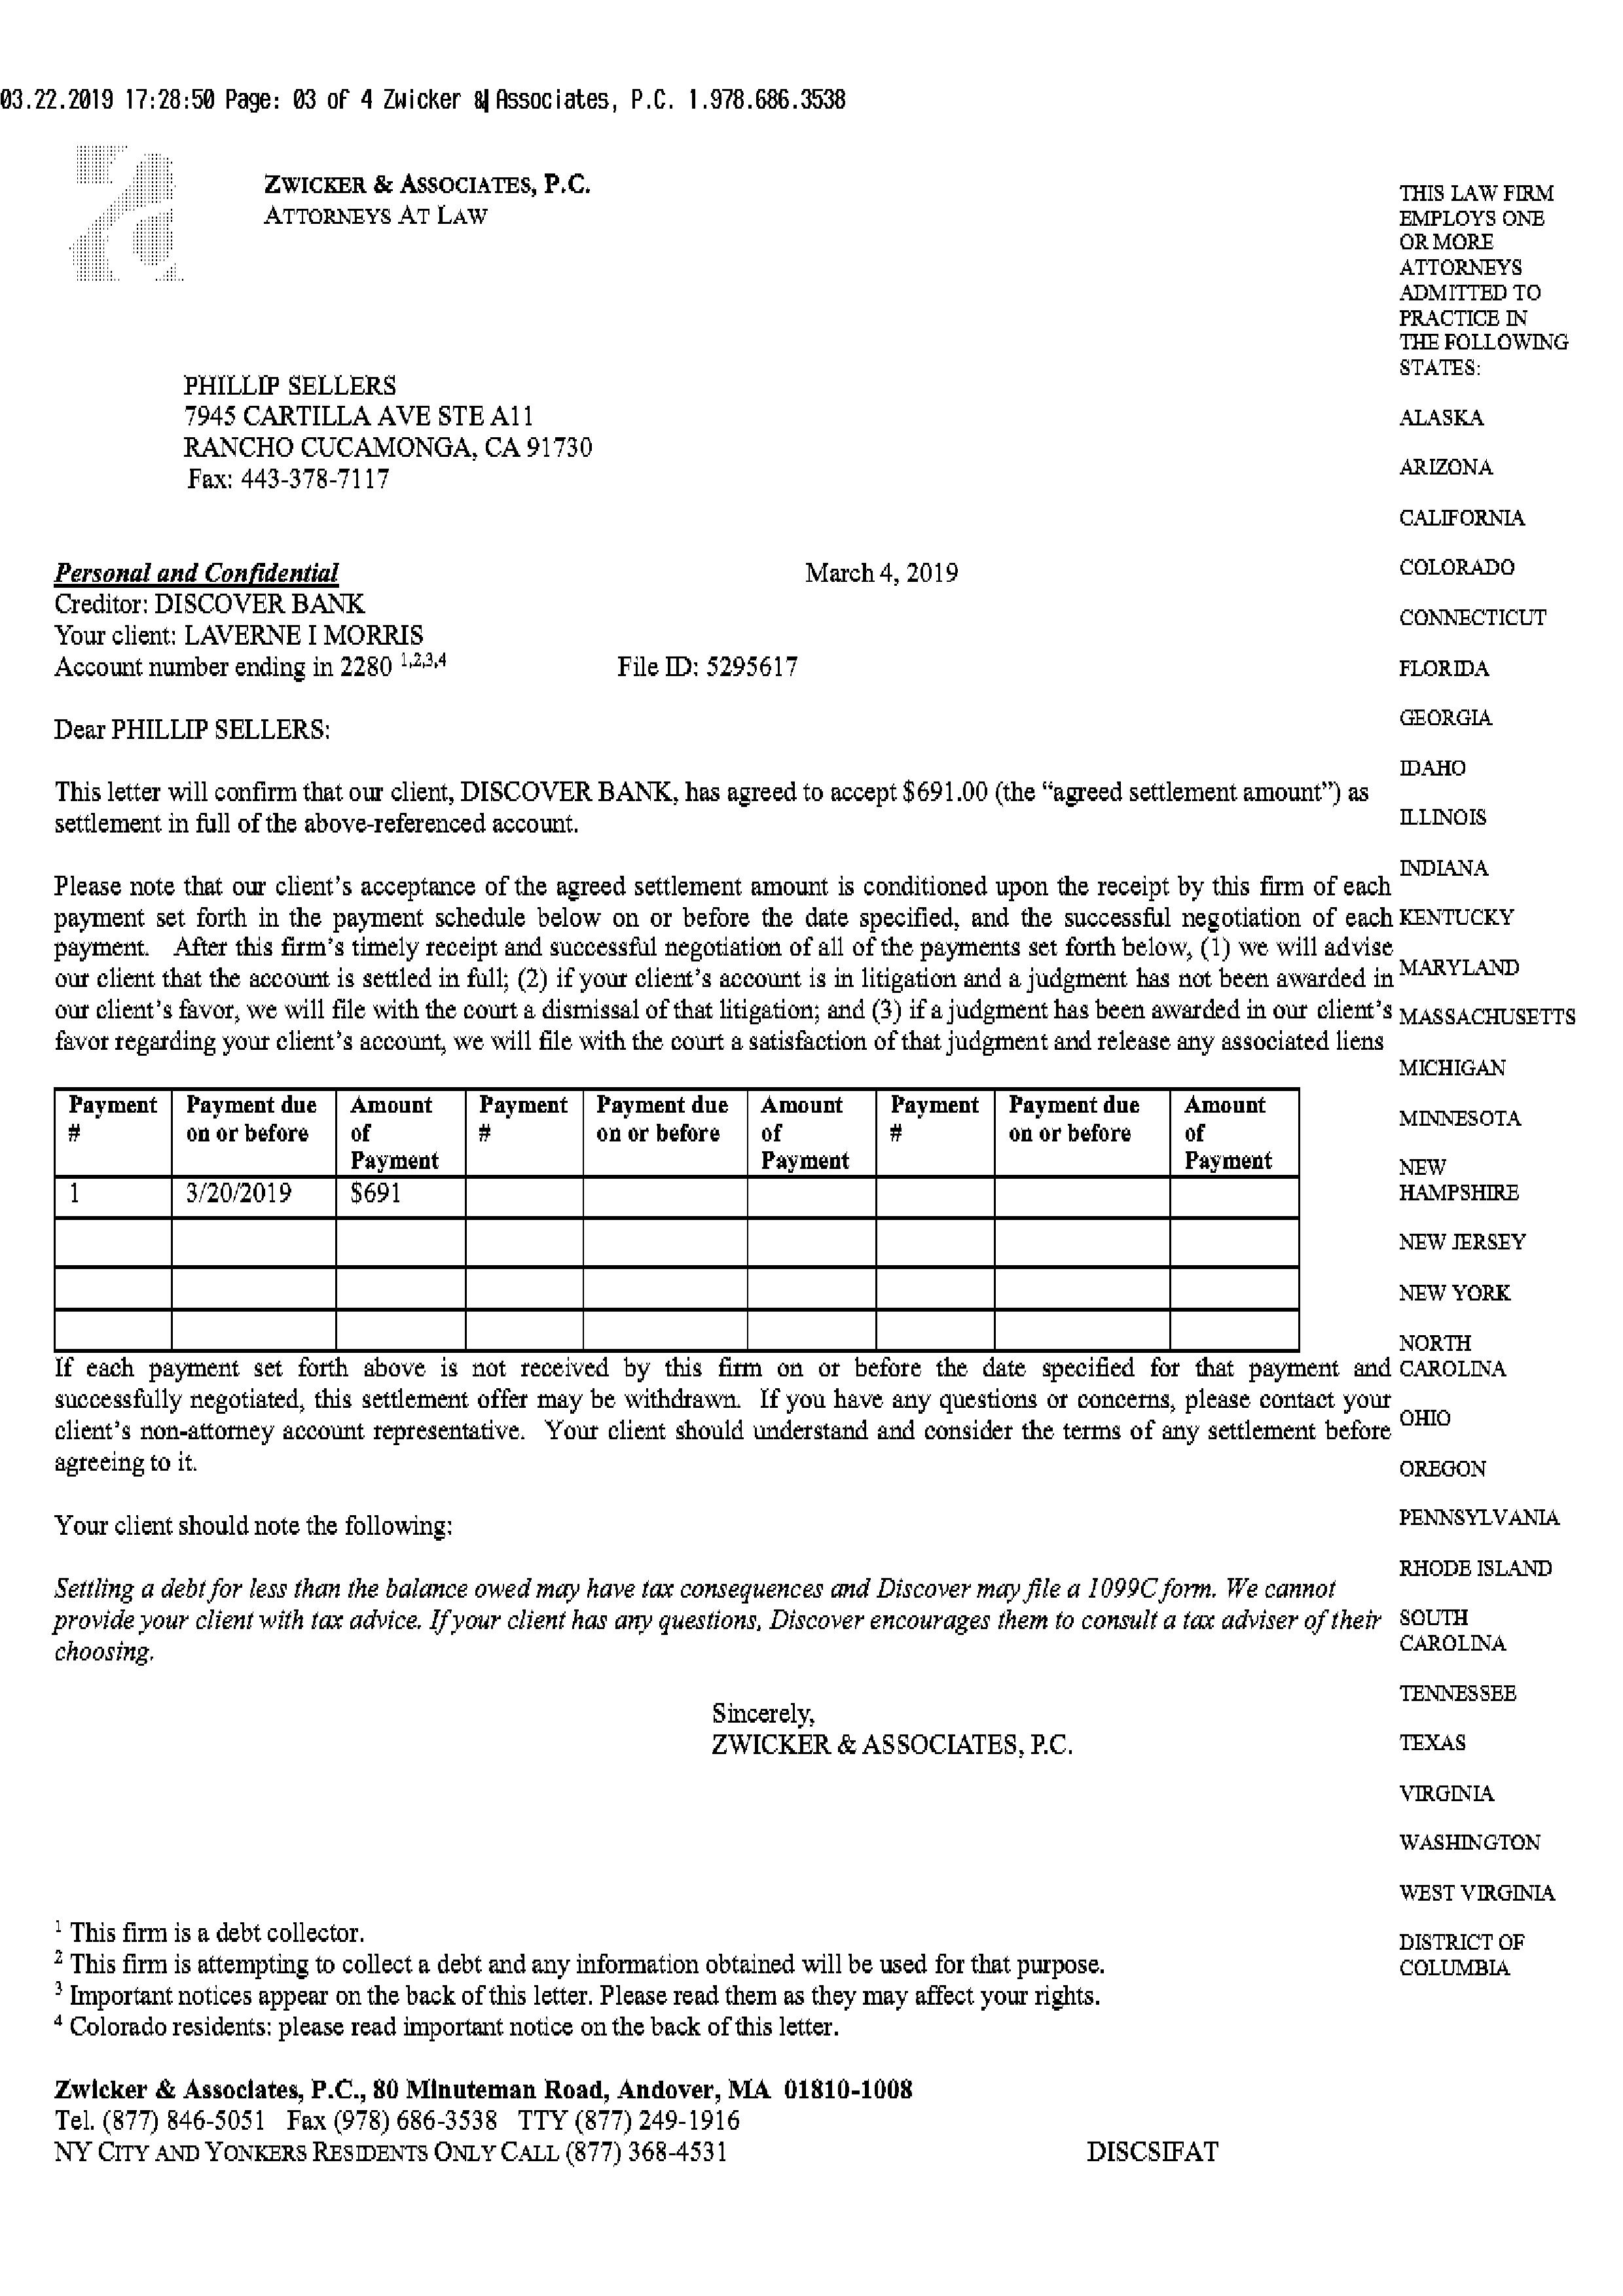 03.22.2019 17:28:50 Page: 03 of 4 Zwicker & Associates, P.C. 1.978.686.3538
ZWICKER & ASSOCIATES, P.C.
ATTORNEYS AT LAW
PHILLIP SELLERS
7945 CARTILLA AVE STE A11
RANCHO CUCAMONGA, CA 91730
Fax: 443-378-7117
Personal and Confidential March 4, 2019
Creditor: DISCOVER BANK
Your client: LAVERNE I MORRIS
Account number ending in 2280 1,2,3,4 File ID: 5295617
Dear PHILLIP SELLERS:
This letter will confirm that our client, DISCOVER BANK, has agreed to accept $691.00 (the “agreed settlement amount”) as
settlement in full of the above-referenced account.
Please note that our client’s acceptance of the agreed settlement amount is conditioned upon the receipt by this firm of each
payment set forth in the payment schedule below on or before the date specified, and the successful negotiation of each
payment. After this firm’s timely receipt and successful negotiation of all of the payments set forth below, (1) we will advise
our client that the account is settled in full; (2) if your client’s account is in litigation and a judgment has not been awarded in
our client’s favor, we will file with the court a dismissal of that litigation; and (3) if a judgment has been awarded in our client’s
favor regarding your client’s account, we will file with the court a satisfaction of that judgment and release any associated liens
Payment Payment due Amount Payment Payment due Amount Payment Payment due Amount
# on or before of # on or before of # on or before of
Payment Payment Payment
1 3/20/2019 $691
If each payment set forth above is not received by this firm on or before the date specified for that payment and
successfully negotiated, this settlement offer may be withdrawn. If you have any questions or concerns, please contact your
client’s non-attorney account representative. Your client should understand and consider the terms of any settlement before
agreeing to it.
Your client should note the following:
Settling a debt for less than the balance owed may have tax consequences and Discover may file a 1099C form. We cannot
provide your client with tax advice. If your client has any questions, Discover encourages them to consult a tax adviser of their
choosing.
Sincerely,
ZWICKER & ASSOCIATES, P.C.
1 This firm is a debt collector.
2 This firm is attempting to collect a debt and any information obtained will be used for that purpose.
3 Important notices appear on the back of this letter. Please read them as they may affect your rights.
4 Colorado residents: please read important notice on the back of this letter.
Zwicker & Associates, P.C., 80 Minuteman Road, Andover, MA 01810-1008
Tel. (877) 846-5051 Fax (978) 686-3538 TTY (877) 249-1916
NY CITY AND YONKERS RESIDENTS ONLY CALL (877) 368-4531 DISCSIFAT
THIS LAW FIRM
EMPLOYS ONE
OR MORE
ATTORNEYS
ADMITTED TO
PRACTICE IN
THE FOLLOWING
STATES:
ALASKA
ARIZONA
CALIFORNIA
COLORADO
CONNECTICUT
FLORIDA
GEORGIA
IDAHO
ILLINOIS
INDIANA
KENTUCKY
MARYLAND
MASSACHUSETTS
MICHIGAN
MINNESOTA
NEW
HAMPSHIRE
NEW JERSEY
NEW YORK
NORTH
CAROLINA
OHIO
OREGON
PENNSYLVANIA
RHODE ISLAND
SOUTH
CAROLINA
TENNESSEE
TEXAS
VIRGINIA
WASHINGTON
WEST VIRGINIA
DISTRICT OF
COLUMBIA